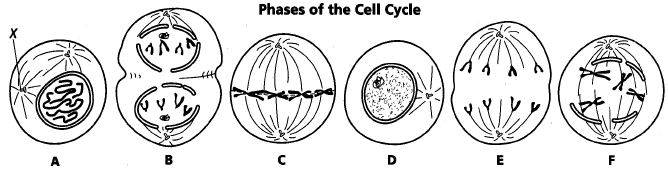 Phases of the Cell Cycle
X
A B C D E F